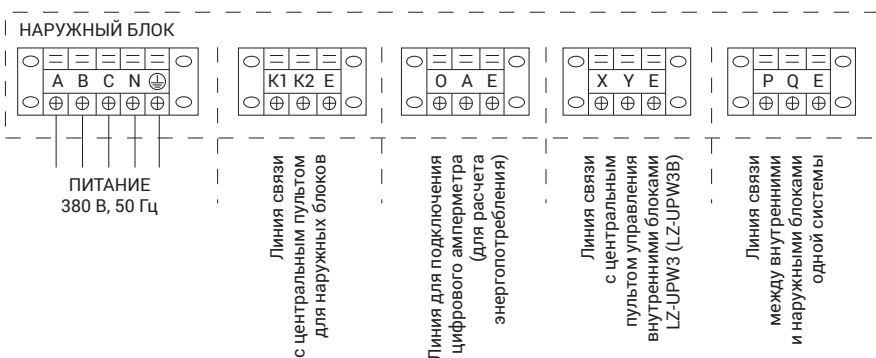 НАРУЖНЫЙ БЛОК
A B C N
K1 K2 E
O A E
X Y E
P Q E
ПИТАНИЕ
380 В, 50 Гц
Линия связи
с центральным пультом
для наружных блоков
Линия для подключения
цифрового амперметра
(для расчета
энергопотребления)
Линия связи
с центральным
пультом управления
внутренними блоками
LZ-UPW3 (LZ-UPW3B)
Линия связи
между внутренними
и наружными блоками
одной системы